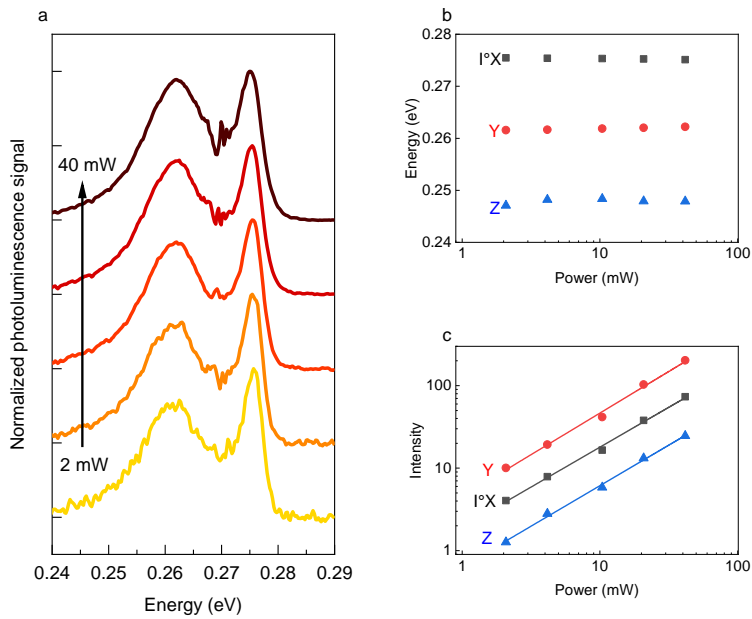 a
Normalized photoluminescence signal
40 mW
2 mW
0.24 0.25 0.26 0.27 0.28 0.29
Energy (eV)
b
Energy (eV)
0.28
0.27
0.26
0.25
0.24
I°X
Y
Z
1 10 100
Power (mW)
c
Intensity
100
10
1
Y
I°X
Z
1 10 100
Power (mW)